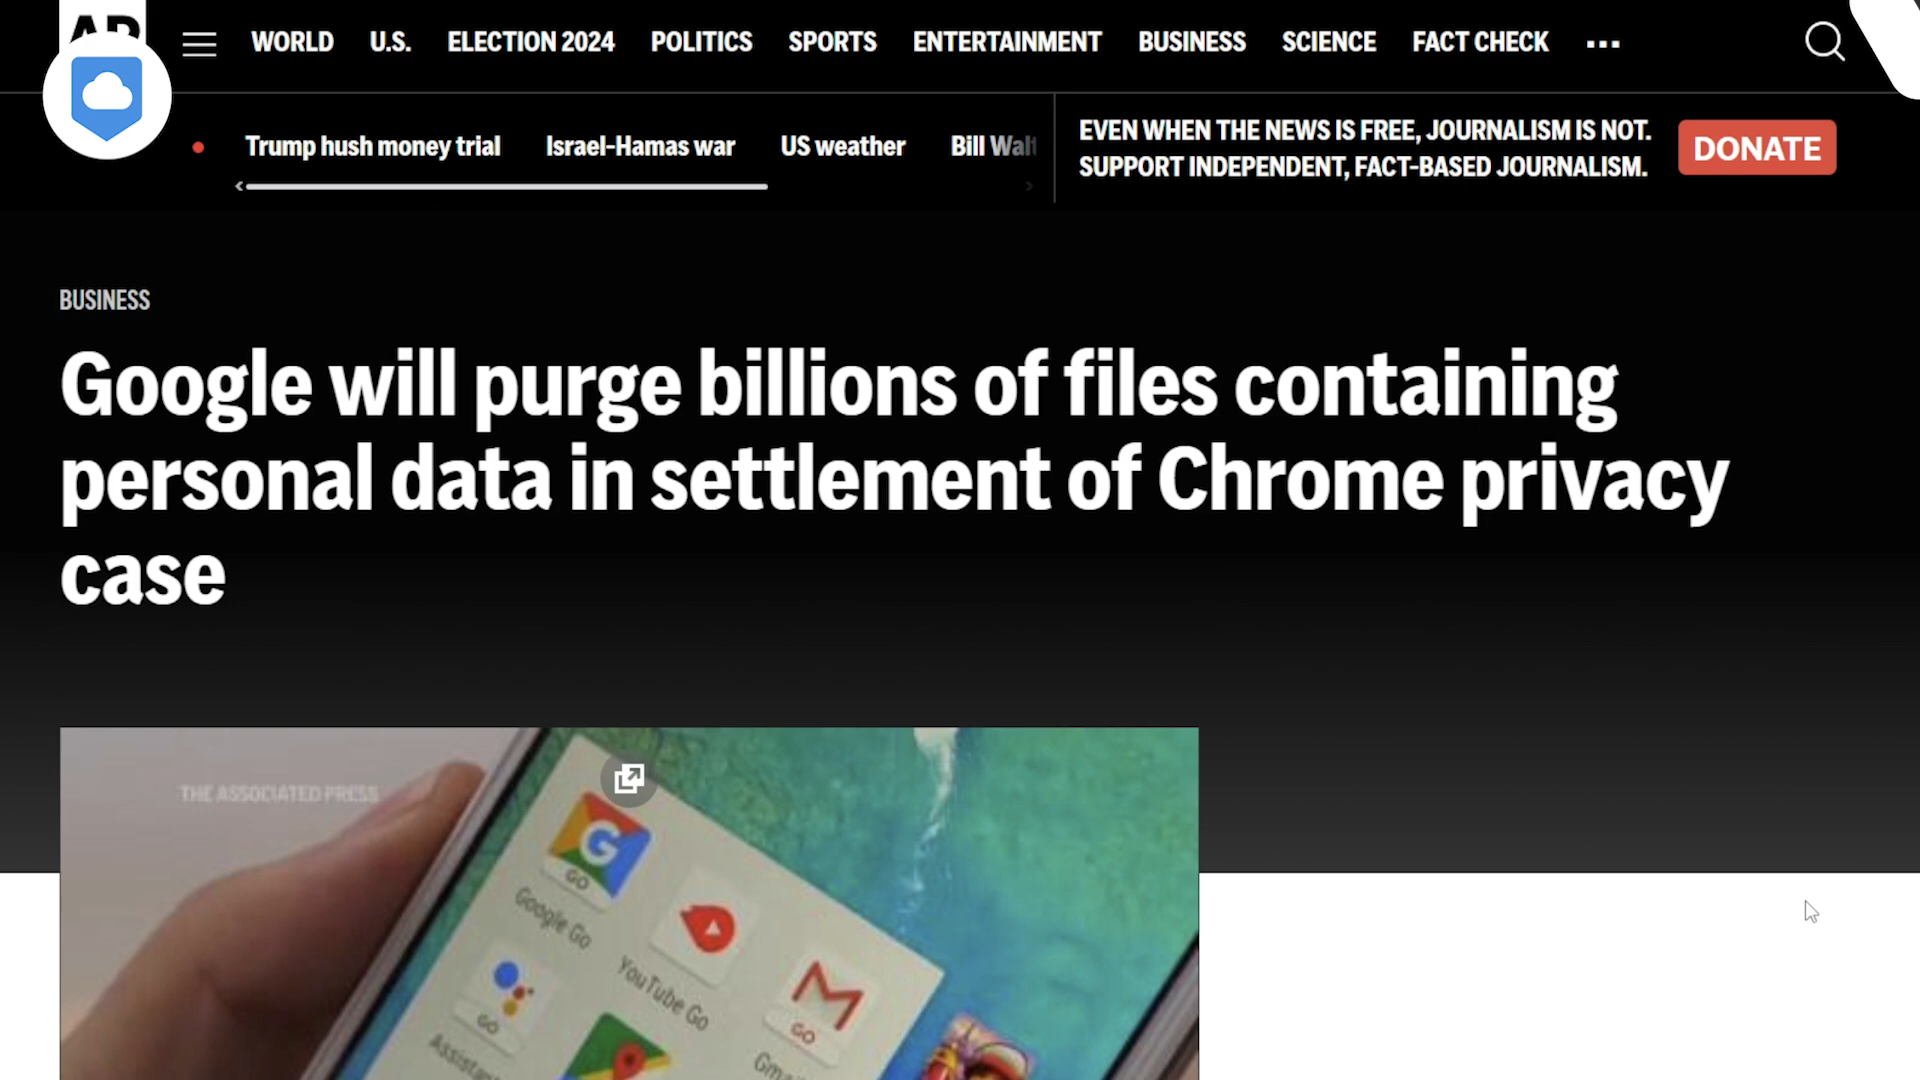 AP
WORLD U.S. ELECTION 2024 POLITICS SPORTS ENTERTAINMENT BUSINESS SCIENCE FACT CHECK
Trump hush money trial Israel-Hamas war US weather Bill
EVEN WHEN THE NEWS IS FREE, JOURNALISM IS NOT.
SUPPORT INDEPENDENT, FACT-BASED JOURNALISM.
DONATE
BUSINESS
Google will purge billions of files containing
personal data in settlement of Chrome privacy
case
THE ASSOCIATED PRESS
G
GO
Google Go
YouTube Go
GO
GO